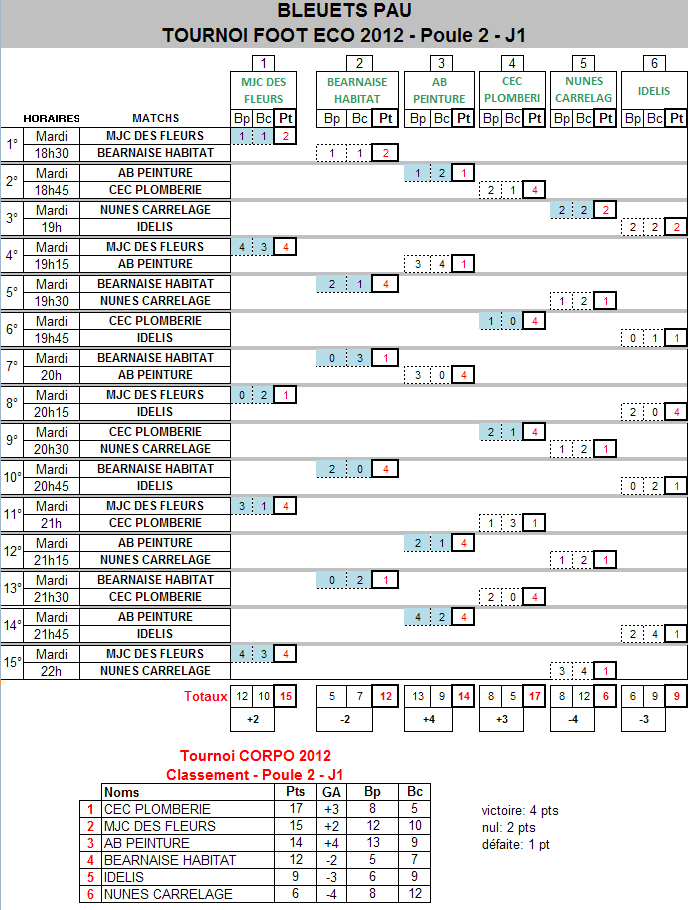 BLEUETS PAU
TOURNOI FOOT ECO 2012 - Poule 2 - J1
1 2 3 4 5 6
MJC DES FLEURS BEARNAISE HABITAT AB PEINTURE CEC PLOMBERI NUNES CARRELAG IDELIS
HORAIRES MATCHS Bp Bc Pt Bp Bc Pt Bp Bc Pt Bp Bc Pt Bp Bc Pt Bp Bc Pt
1° Mardi MJC DES FLEURS 1 1 2
18h30 BEARNAISE HABITAT 1 1 2
2° Mardi AB PEINTURE 1 2 1
18h45 CEC PLOMBERIE 2 1 4
3° Mardi NUNES CARRELAGE 2 2 2
19h IDELIS 2 2 2
4° Mardi MJC DES FLEURS 4 3 4
19h15 AB PEINTURE 3 4 1
5° Mardi BEARNAISE HABITAT 2 1 4
19h30 NUNES CARRELAGE 1 2 1
6° Mardi CEC PLOMBERIE 1 0 4
19h45 IDELIS 0 1 1
7° Mardi BEARNAISE HABITAT 0 3 1
20h AB PEINTURE 3 0 4
8° Mardi MJC DES FLEURS 0 2 1
20h15 IDELIS 2 0 4
9° Mardi CEC PLOMBERIE 2 1 4
20h30 NUNES CARRELAGE 1 2 1
10° Mardi BEARNAISE HABITAT 2 0 4
20h45 IDELIS 0 2 1
11° Mardi MJC DES FLEURS 3 1 4
21h CEC PLOMBERIE 1 3 1
12° Mardi AB PEINTURE 2 1 4
21h15 NUNES CARRELAGE 1 2 1
13° Mardi BEARNAISE HABITAT 0 2 1
21h30 CEC PLOMBERIE 2 0 4
14° Mardi AB PEINTURE 4 2 4
21h45 IDELIS 2 4 1
15° Mardi MJC DES FLEURS 4 3 4
22h NUNES CARRELAGE 3 4 1
Totaux 12 10 15 5 7 12 13 9 14 8 5 17 8 12 6 6 9 9
+2 -2 +4 +3 -4 -3
Tournoi CORPO 2012
Classement - Poule 2 - J1
Noms Pts GA Bp Bc
1 CEC PLOMBERIE 17 +3 8 5
2 MJC DES FLEURS 15 +2 12 10
3 AB PEINTURE 14 +4 13 9
4 BEARNAISE HABITAT 12 -2 5 7
5 IDELIS 9 -3 6 9
6 NUNES CARRELAGE 6 -4 8 12
victoire: 4 pts
nul: 2 pts
défaite: 1 pt